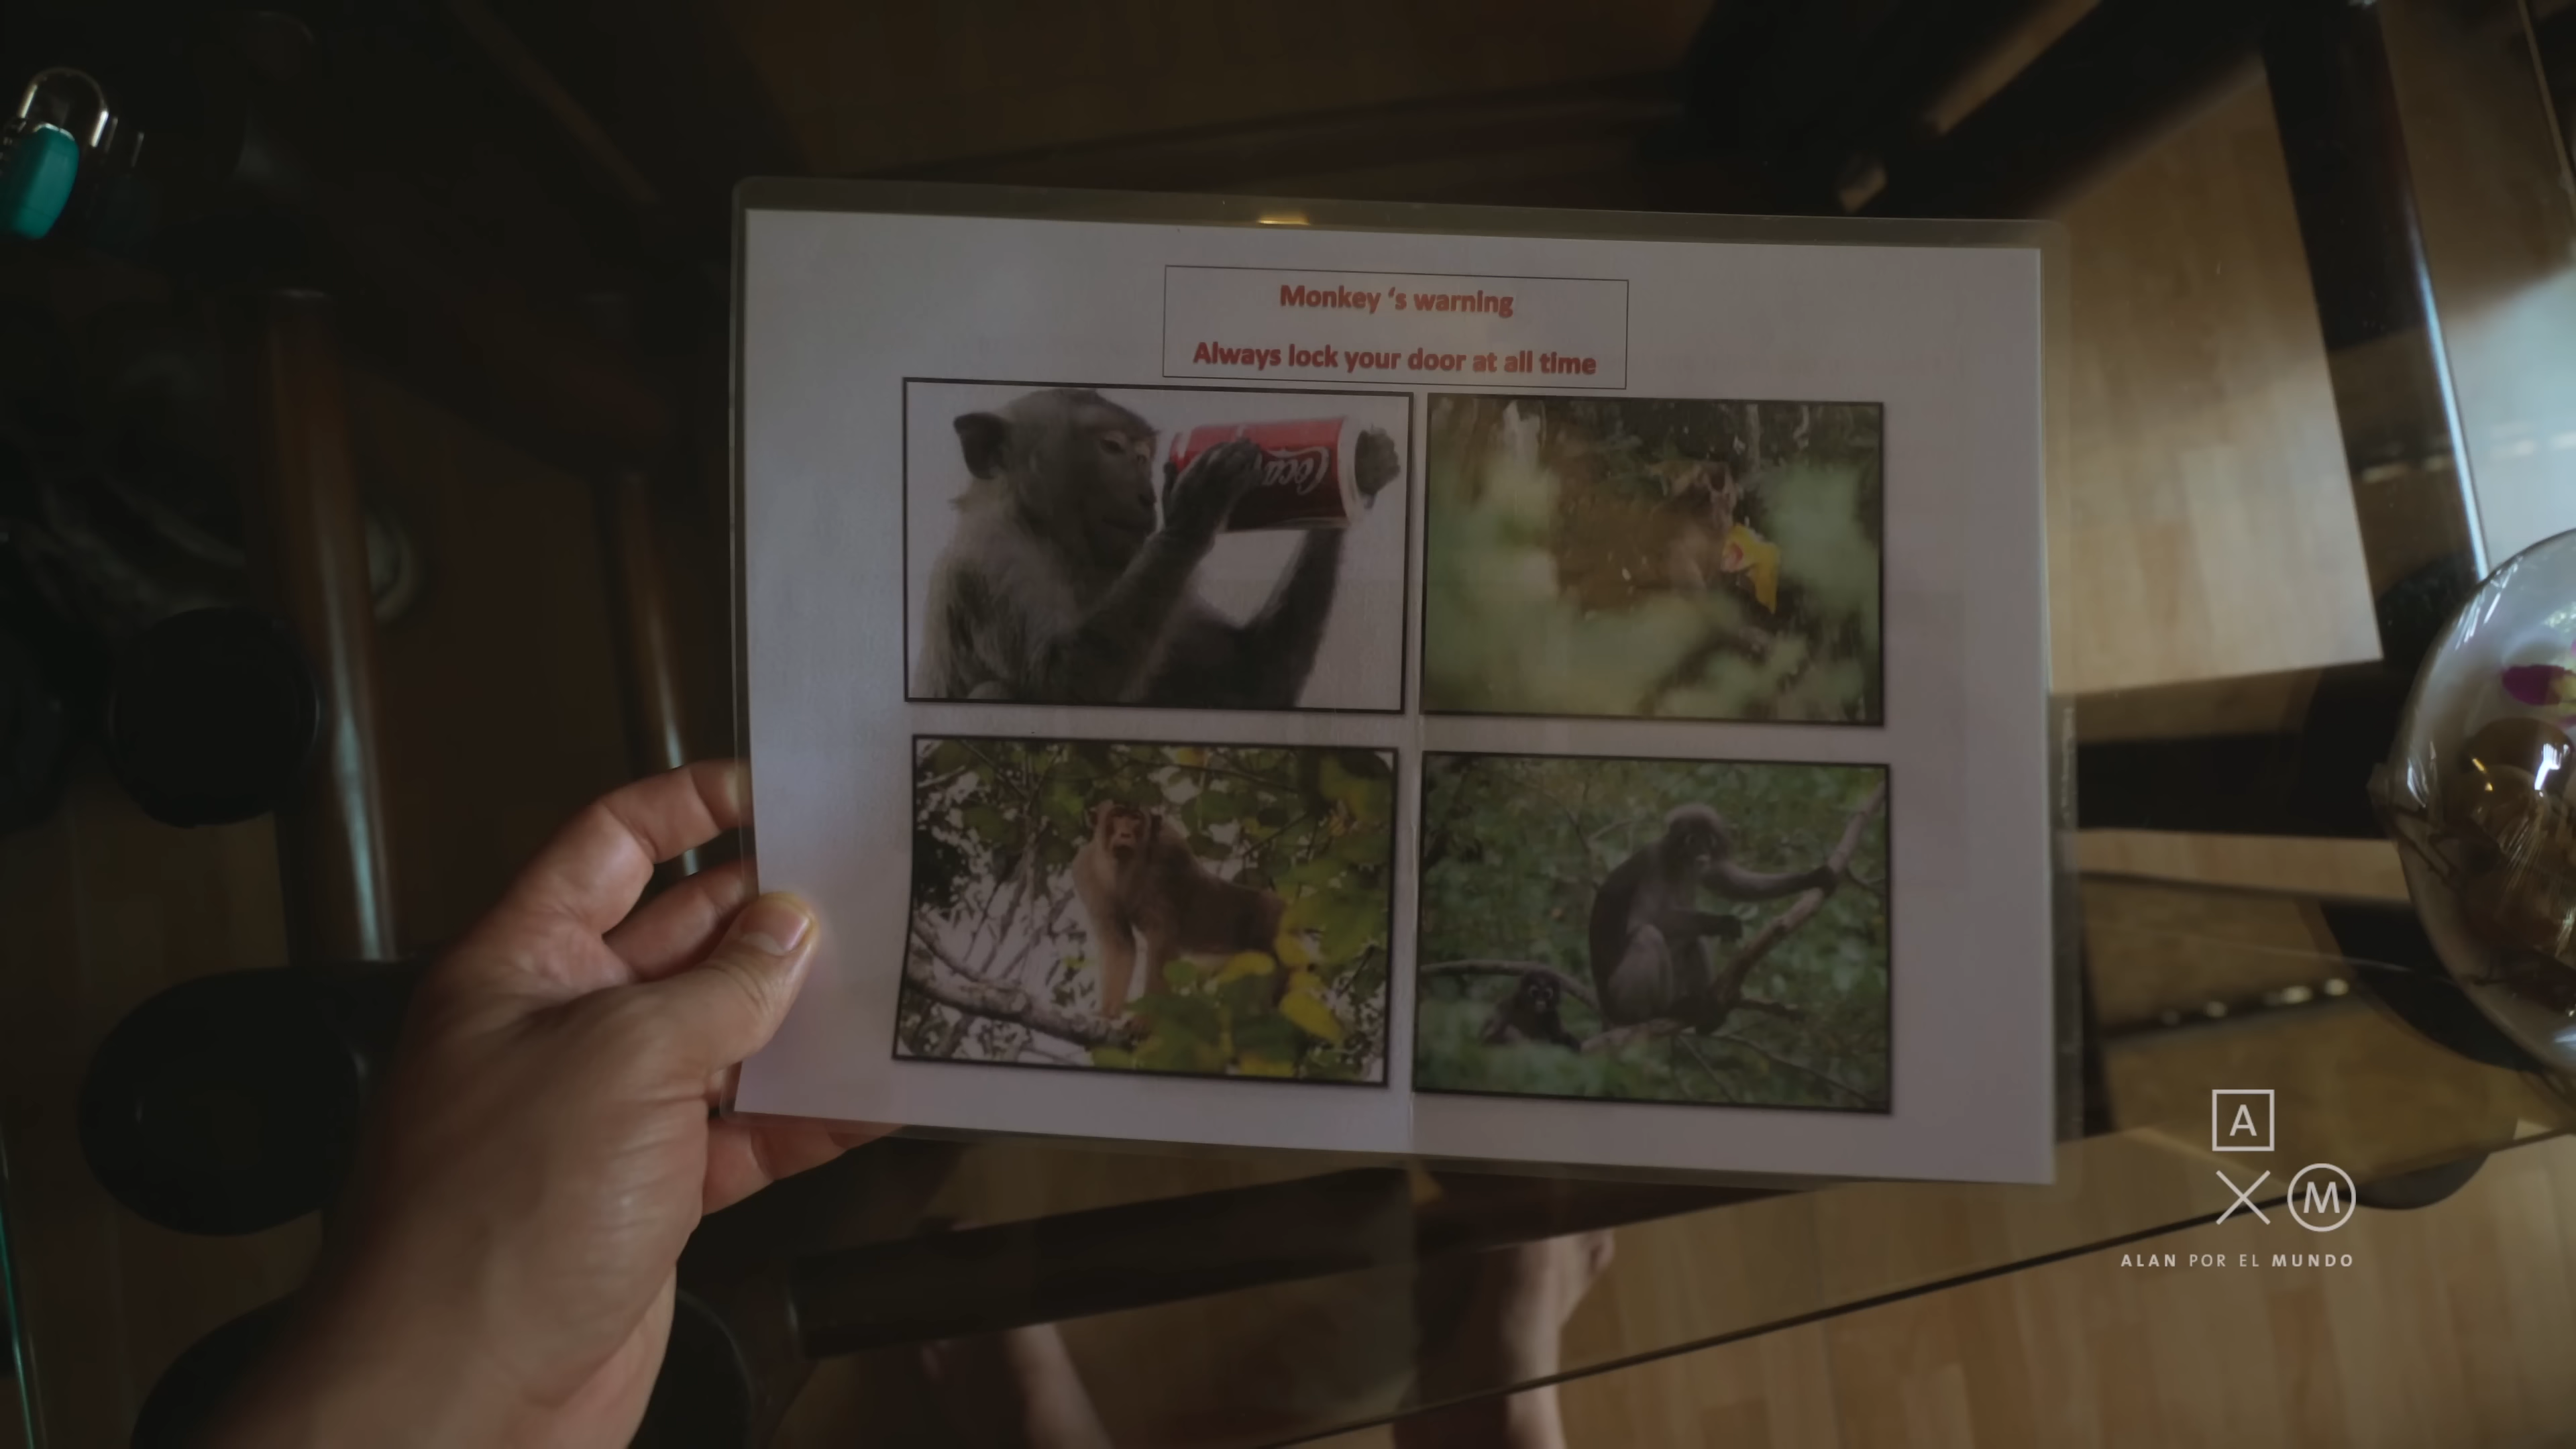 Monkey ‘s warning
Always lock your door at all time
Coca
A
X M
ALAN POR EL MUNDO